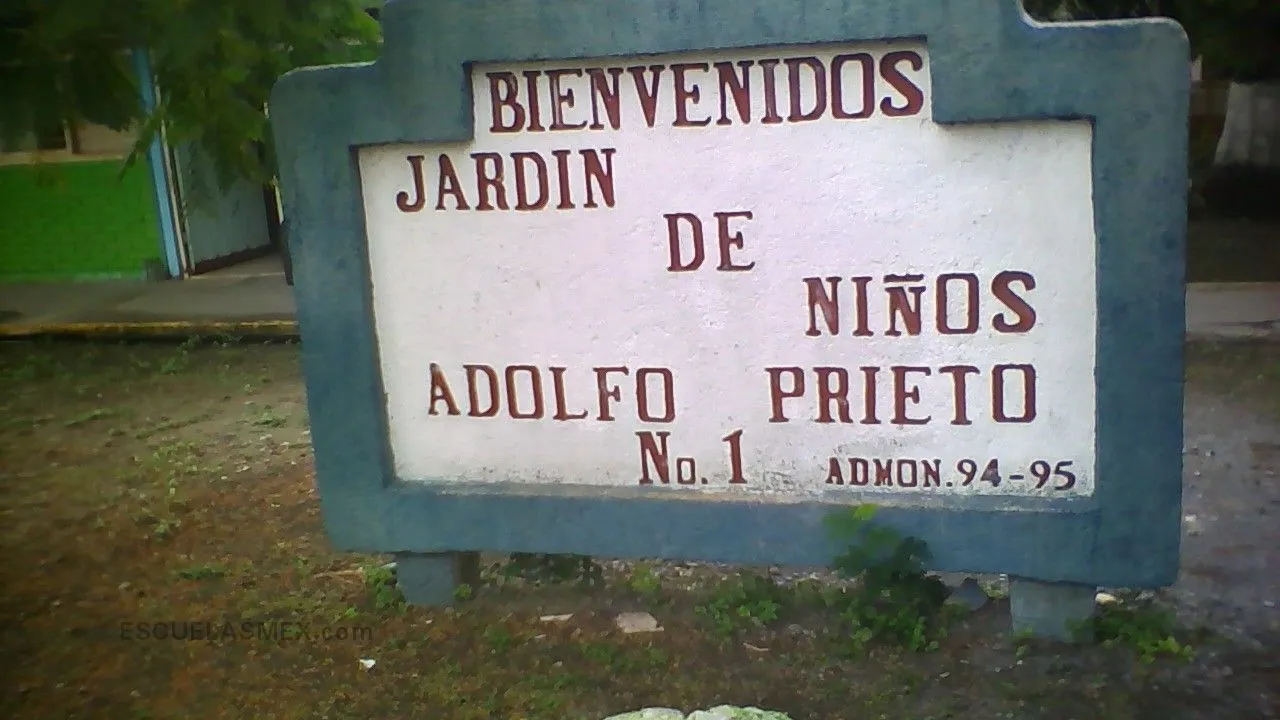 BIENVENIDOS
JARDIN
DE
NIÑOS
ADOLFO PRIETO
No. 1 ADMON. 94-95
ESCUELASMEX.com